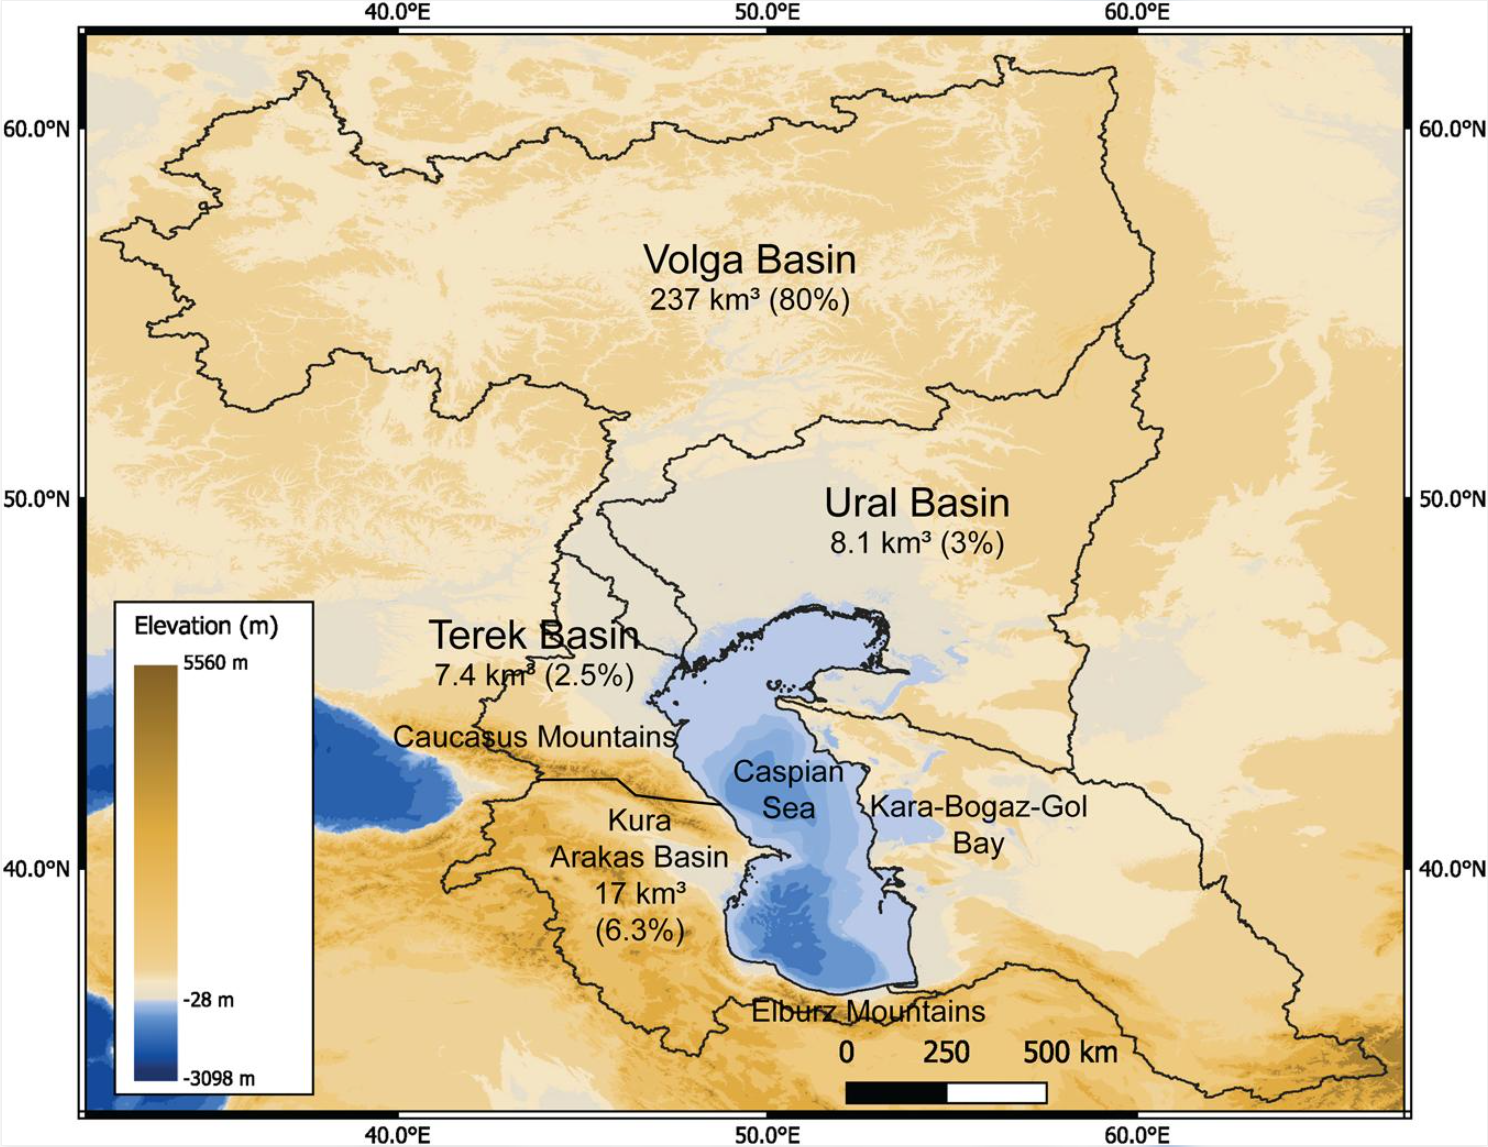 40.0°E 50.0°E 60.0°E
60.0°N 60.0°N
Volga Basin
237 km³ (80%)
50.0°N 50.0°N
Ural Basin
8.1 km³ (3%)
Elevation (m)
5560 m
-28 m
-3098 m
Terek Basin
7.4 km³ (2.5%)
Caucasus Mountains
Caspian
Sea
Kara-Bogaz-Gol
Bay
Kura
Arakas Basin
17 km³
(6.3%)
40.0°N 40.0°N
Elburz Mountains
0 250 500 km
40.0°E 50.0°E 60.0°E